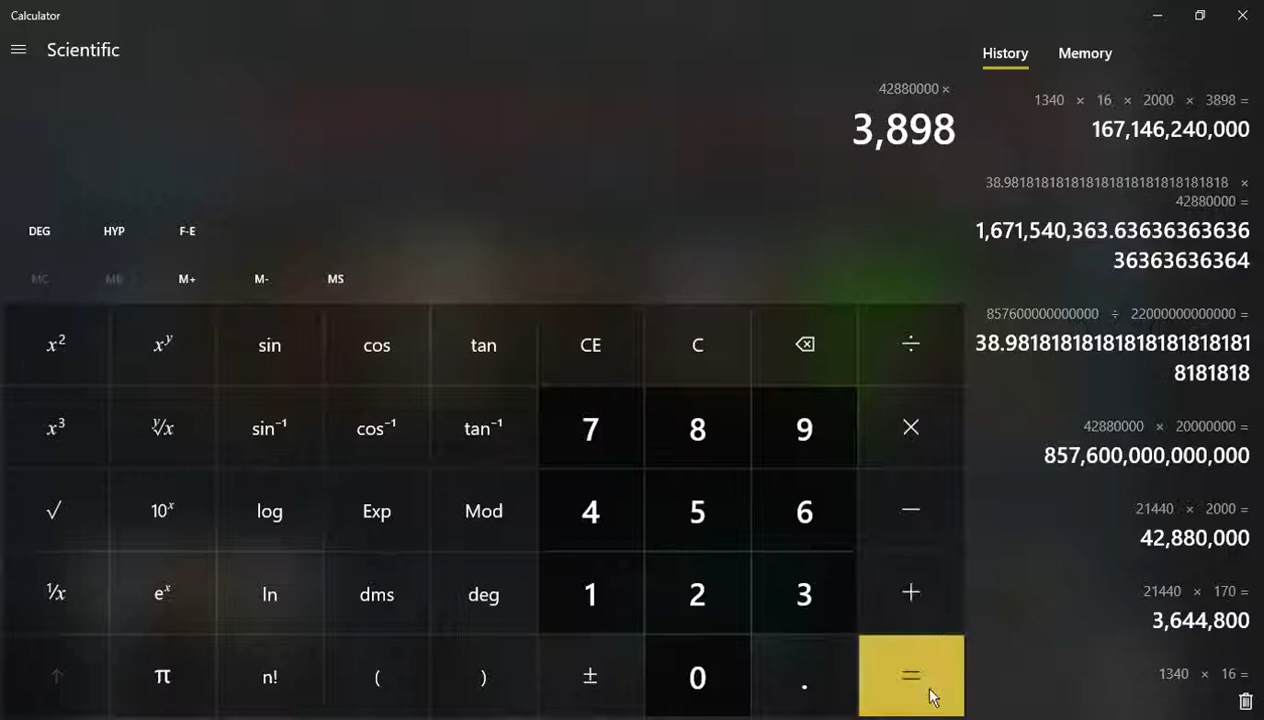 Calculator
Scientific
History Memory
42880000 ×
3,898
1340 × 16 × 2000 × 3898 =
167,146,240,000
38.98181818181818181818181818181818 ×
42880000 =
1,671,540,363.63636363636
36363636364
857600000000000 ÷ 22000000000000 =
38.9818181818181818181818181
8181818
42880000 × 20000000 =
857,600,000,000,000
21440 × 2000 =
42,880,000
21440 × 170 =
3,644,800
1340 × 16 =
DEG HYP F-E
MC MR M+ M- MS
x² xʸ sin cos tan CE C ÷
x³ ʸ√x sin⁻¹ cos⁻¹ tan⁻¹ 7 8 9 ×
√ 10ˣ log Exp Mod 4 5 6 −
¹/x eˣ ln dms deg 1 2 3 +
↑ π n! ( ) ± 0 . =